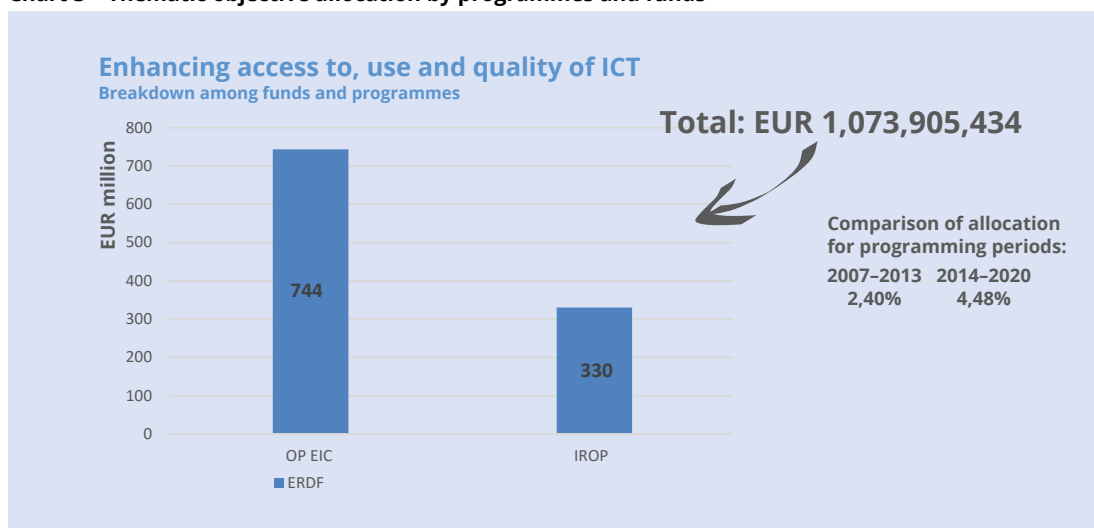 Enhancing access to, use and quality of ICT
Breakdown among funds and programmes
Total: EUR 1,073,905,434
EUR million
800
700
600
500
400
300
200
100
0
744
330
OP EIC
IROP
ERDF
Comparison of allocation
for programming periods:
2007–2013 2014–2020
2,40% 4,48%